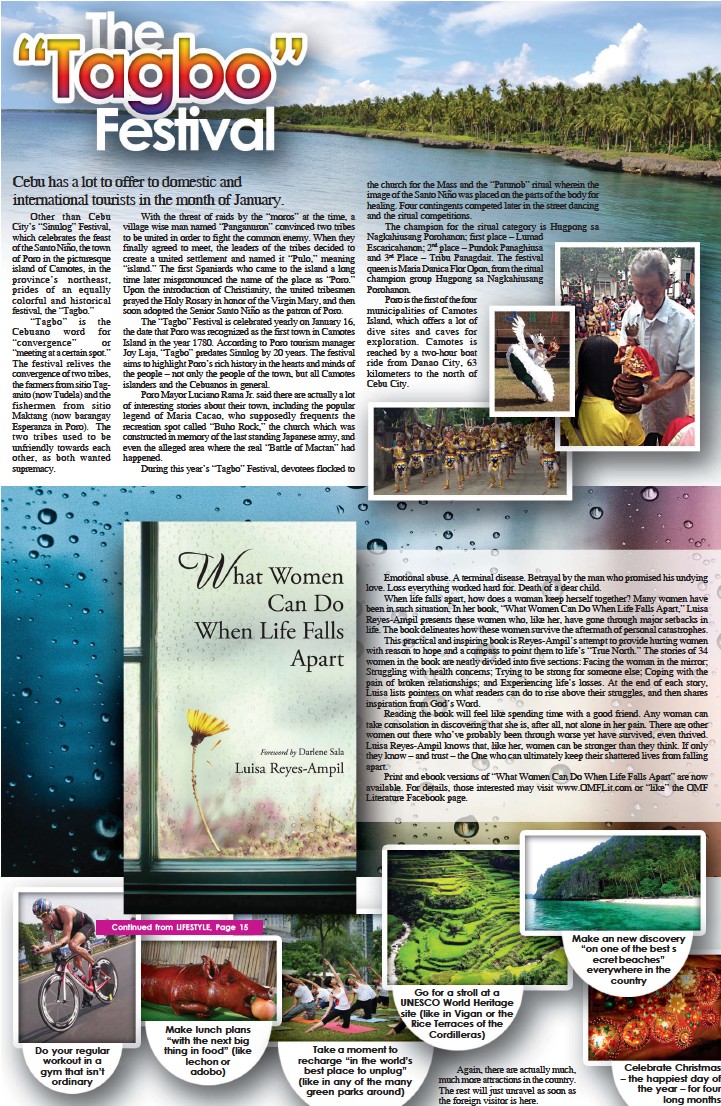 The
“Tagbo”
Festival
Cebu has a lot to offer to domestic and
international tourists in the month of January.
Other than Cebu
City’s “Sinulog” Festival,
which celebrates the feast
of the Santo Niño, the town
of Poro in the picturesque
island of Camotes, in the
province’s northeast,
prides of an equally
colorful and historical
festival, the “Tagbo.”
“Tagbo” is the
Cebuano word for
“convergence” or
“meeting at a certain spot.”
The festival relives the
convergence of two tribes,
the farmers from sitio Tag-
anito (now Tudela) and the
fishermen from sitio
Maktang (now barangay
Esperanza in Poro). The
two tribes used to be
unfriendly towards each
other, as both wanted
supremacy.
With the threat of raids by the “moros” at the time, a
village wise man named “Panganuron” convinced two tribes
to be united in order to fight the common enemy. When they
finally agreed to meet, the leaders of the tribes decided to
create a united settlement and named it “Pulo,” meaning
“island.” The first Spaniards who came to the island a long
time later mispronounced the name of the place as “Poro.”
Upon the introduction of Christianity, the united tribesmen
prayed the Holy Rosary in honor of the Virgin Mary, and then
soon adopted the Senior Santo Niño as the patron of Poro.
The “Tagbo” Festival is celebrated yearly on January 16,
the date that Poro was recognized as the first town in Camotes
Island in the year 1780. According to Poro tourism manager
Joy Laja, “Tagbo” predates Sinulog by 20 years. The festival
aims to highlight Poro’s rich history in the hearts and minds of
the people – not only the people of the town, but all Camotes
islanders and the Cebuanos in general.
Poro Mayor Luciano Rama Jr. said there are actually a lot
of interesting stories about their town, including the popular
legend of Maria Cacao, who supposedly frequents the
recreation spot called “Buho Rock,” the church which was
constructed in memory of the last standing Japanese army, and
even the alleged area where the real “Battle of Mactan” had
happened.
During this year’s “Tagbo” Festival, devotees flocked to
the church for the Mass and the “Patunob” ritual wherein the
image of the Santo Niño was placed on the parts of the body for
healing. Four contingents competed later in the street dancing
and the ritual competitions.
The champion for the ritual category is Hugpong sa
Nagkahiusang Porohanon; first place – Lumad
Escaricahanon; 2nd place – Pundok Panaghiusa
and 3rd Place – Tribu Panagdait. The festival
queen is Maria Danica Flor Opon, from the ritual
champion group Hugpong sa Nagkahiusang
Porohanon.
Poro is the first of the four
municipalities of Camotes
Island, which offers a lot of
dive sites and caves for
exploration. Camotes is
reached by a two-hour boat
ride from Danao City, 63
kilometers to the north of
Cebu City.
What Women
Can Do
When Life Falls
Apart
Foreword by Darlene Sala
Luisa Reyes-Ampil
Emotional abuse. A terminal disease. Betrayal by the man who promised his undying
love. Loss everything worked hard for. Death of a dear child.
When life falls apart, how does a woman keep herself together? Many women have
been in such situation. In her book, “What Women Can Do When Life Falls Apart,” Luisa
Reyes-Ampil presents these women who, like her, have gone through major setbacks in
life. The book delineates how these women survive the aftermath of personal catastrophes.
This practical and inspiring book is Reyes-Ampil’s attempt to provide hurting women
with reason to hope and a compass to point them to life’s “True North.” The stories of 34
women in the book are neatly divided into five sections: Facing the woman in the mirror;
Struggling with health concerns; Trying to be strong for someone else; Coping with the
pain of broken relationships; and Experiencing life’s losses. At the end of each story,
Luisa lists pointers on what readers can do to rise above their struggles, and then shares
inspiration from God’s Word.
Reading the book will feel like spending time with a good friend. Any woman can
take consolation in discovering that she is, after all, not alone in her pain. There are other
women out there who’ve probably been through worse yet have survived, even thrived.
Luisa Reyes-Ampil knows that, like her, women can be stronger than they think. If only
they know – and trust – the One who can ultimately keep their shattered lives from falling
apart.
Print and ebook versions of “What Women Can Do When Life Falls Apart” are now
available. For details, those interested may visit www.OMFLit.com or “like” the OMF
Literature Facebook page.
Continued from LIFESTYLE, Page 15
Do your regular
workout in a
gym that isn’t
ordinary
Make lunch plans
“with the next big
thing in food” (like
lechon or
adobo)
Take a moment to
recharge “in the world’s
best place to unplug”
(like in any of the many
green parks around)
Go for a stroll at a
UNESCO World Heritage
site (like in Vigan or the
Rice Terraces of the
Cordilleras)
Make an new discovery
“on one of the best s
ecret beaches”
everywhere in the
country
Again, there are actually much,
much more attractions in the country.
The rest will just unravel as soon as
the foreign visitor is here.
Celebrate Christmas
– the happiest day of
the year – for four
long months